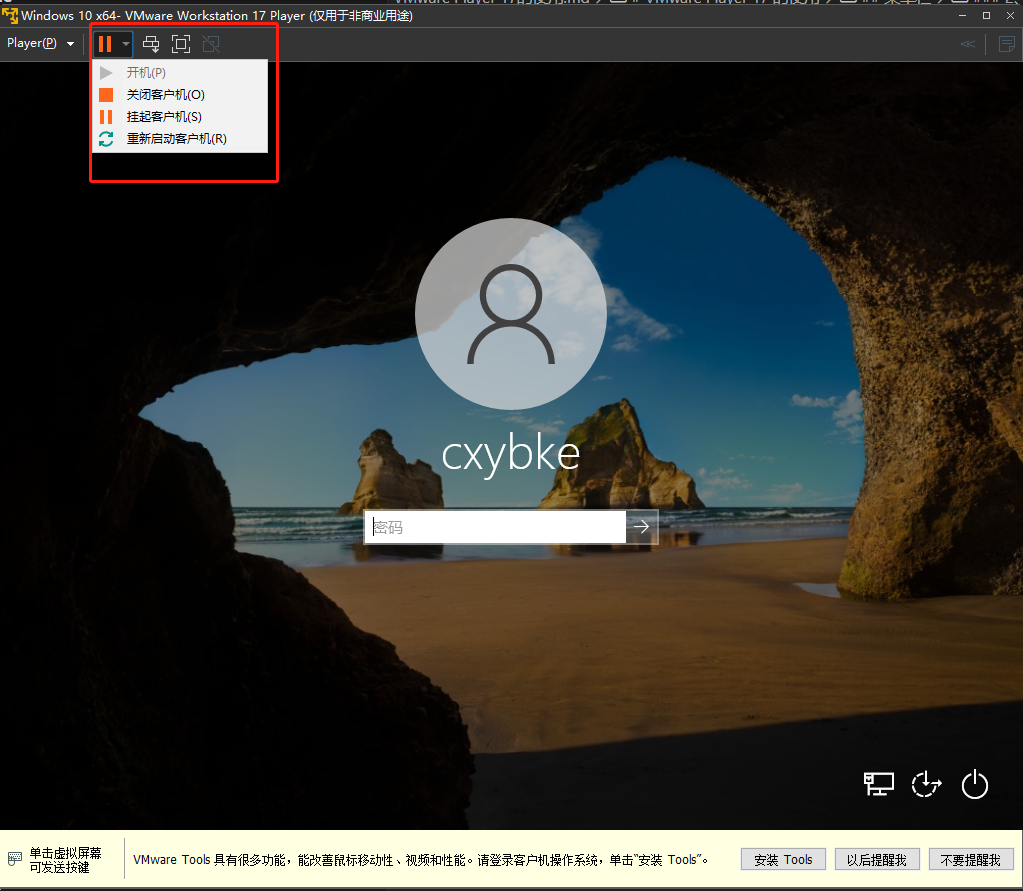 Windows 10 x64- VMware Workstation 17 Player (仅用于非商业用途)
Player(P)
开机(P)
关闭客户机(O)
挂起客户机(S)
重新启动客户机(R)
cxybke
密码
单击虚拟屏幕
可发送按键
VMware Tools 具有很多功能，能改善鼠标移动性、视频和性能。请登录客户机操作系统，单击“安装 Tools”。
安装 Tools
以后提醒我
不要提醒我